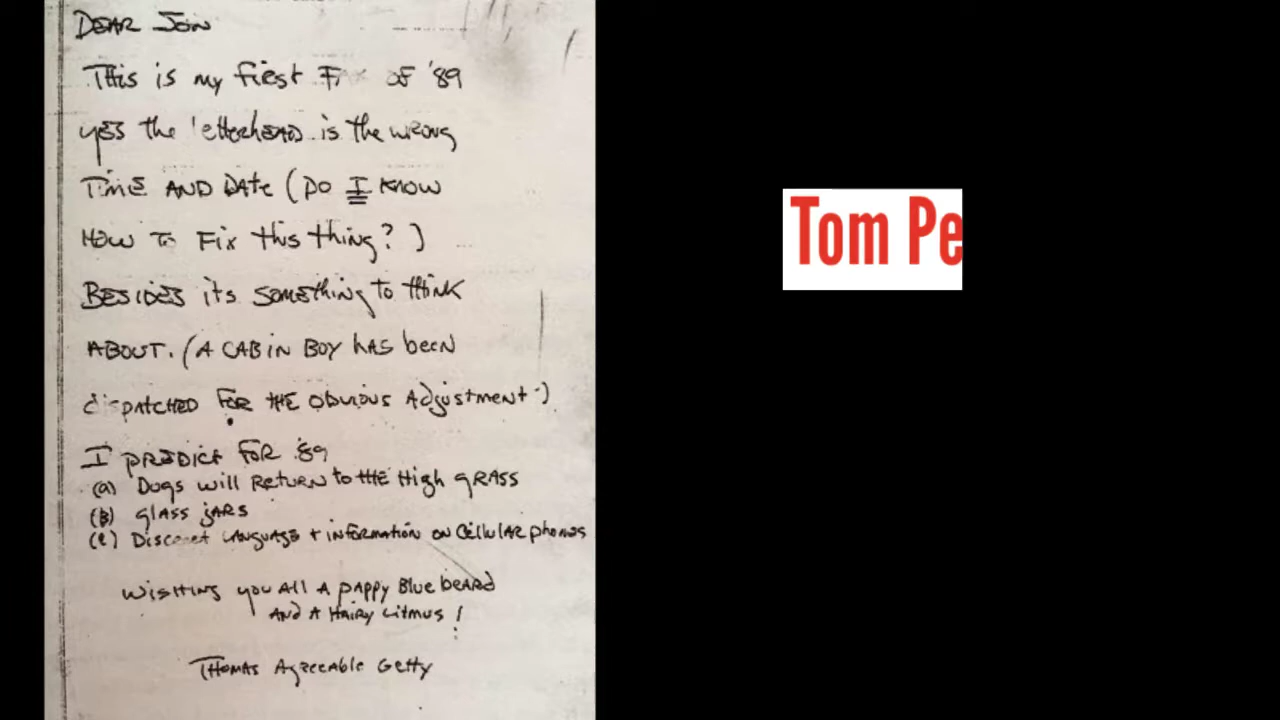 DEAR JON
THis is my first FAX OF '89
yes the letterhead is the wrong
Time AND DAte (DO I KNOW
HOW TO Fix this thing?)
BESIDES its something to think
ABOUT. (A CABIN BOY has been
dispatched FOR THE Obvious Adjustment)
I PREDICT FOR '89
(a) Dogs will Return to the High GRASS
(B) glass jars
(C) Discreet LANguage + information on Cellular phones
Wishing you All A pappy Blue beard
AND A Hairy Litmus!
Thomas Agreeable Getty
Tom Pe